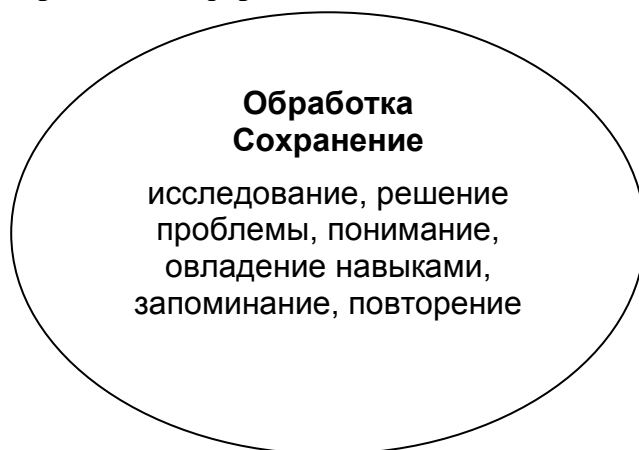 Обработка
Сохранение
исследование, решение
проблемы, понимание,
овладение навыками,
запоминание, повторение